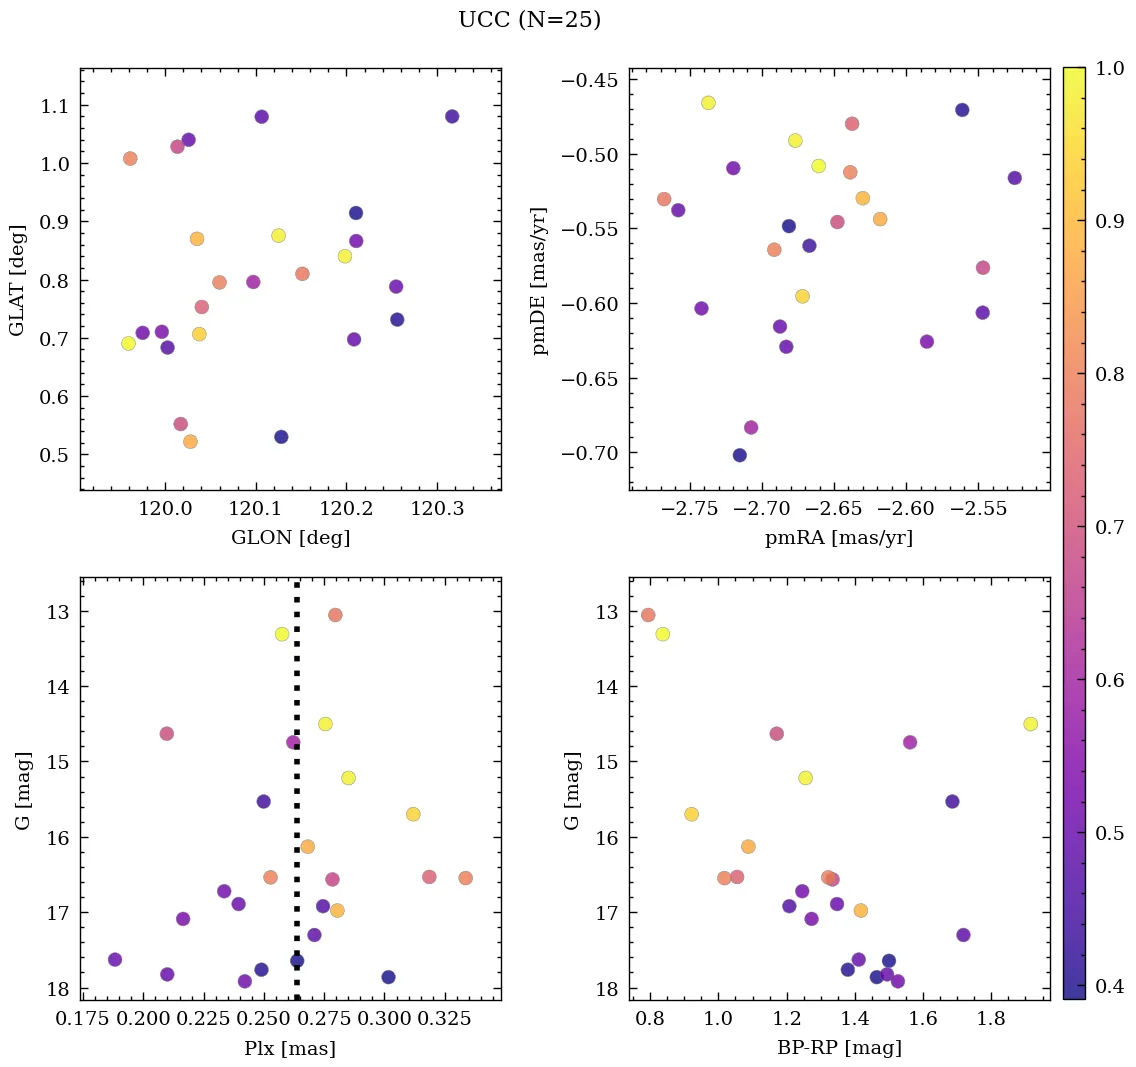 UCC (N=25)
1.1
1.0
0.9
0.8
0.7
0.6
0.5
GLAT [deg]
120.0 120.1 120.2 120.3
GLON [deg]
−0.45
−0.50
−0.55
−0.60
−0.65
−0.70
pmDE [mas/yr]
−2.75 −2.70 −2.65 −2.60 −2.55
pmRA [mas/yr]
13
14
15
16
17
18
G [mag]
0.175 0.200 0.225 0.250 0.275 0.300 0.325
Plx [mas]
13
14
15
16
17
18
G [mag]
0.8 1.0 1.2 1.4 1.6 1.8
BP-RP [mag]
1.0
0.9
0.8
0.7
0.6
0.5
0.4